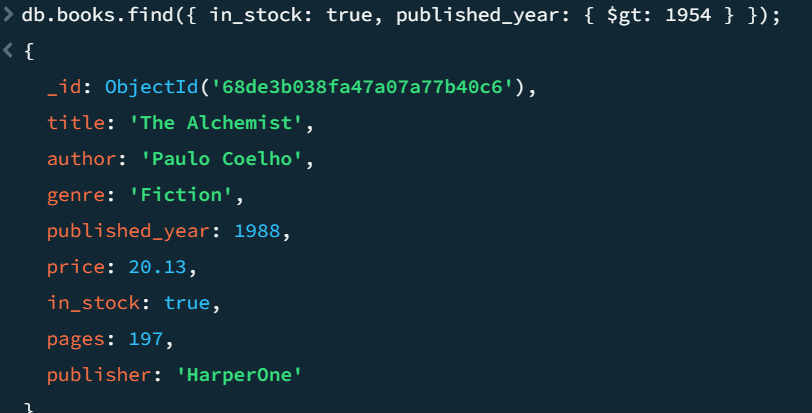 > db.books.find({ in_stock: true, published_year: { $gt: 1954 } });
< {
_id: ObjectId('68de3b038fa47a07a77b40c6'),
title: 'The Alchemist',
author: 'Paulo Coelho',
genre: 'Fiction',
published_year: 1988,
price: 20.13,
in_stock: true,
pages: 197,
publisher: 'HarperOne'
}